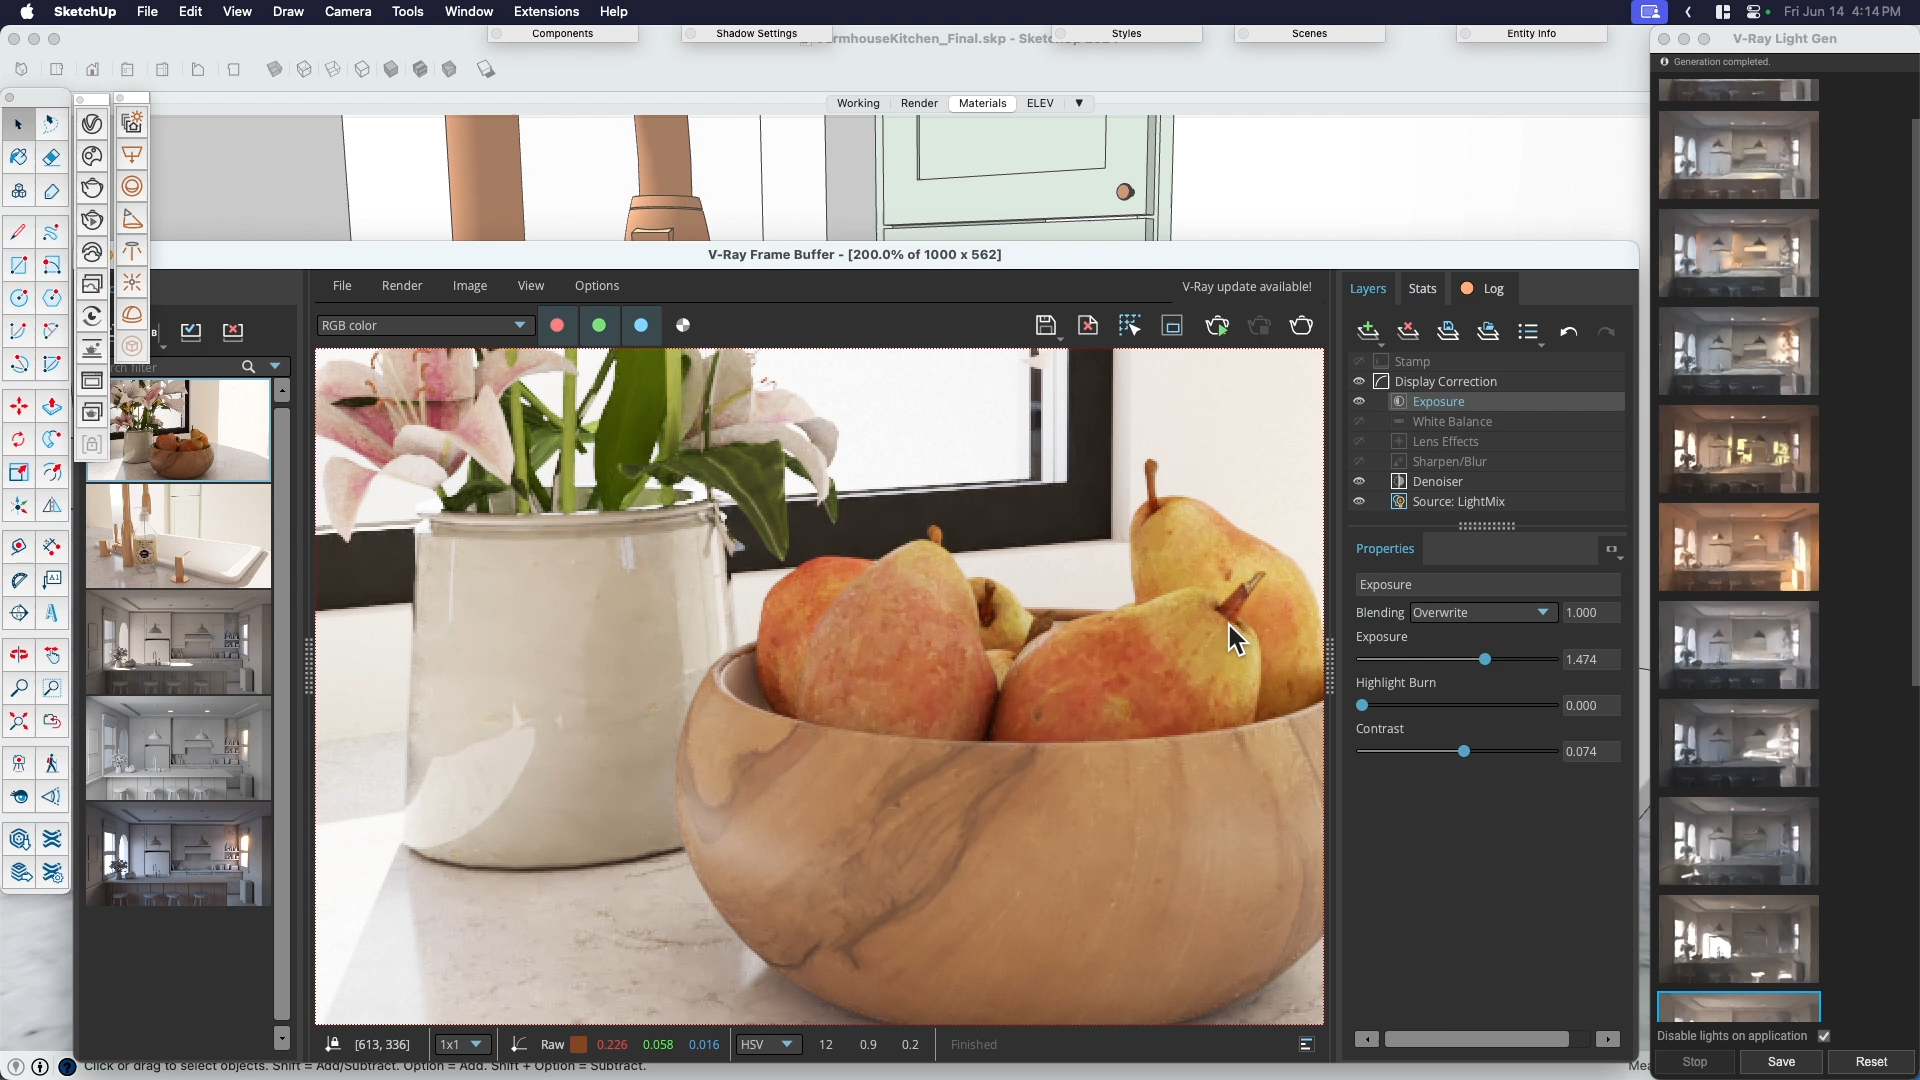 SketchUp File Edit View Draw Camera Tools Window Extensions Help
Fri Jun 14 4:14 PM
Components
Shadow Settings
Styles
Scenes
Entity Info
rmhouseKitchen_Final.skp - Sketc
V-Ray Light Gen
Generation completed.
Working Render Materials ELEV
V-Ray Frame Buffer - [200.0% of 1000 x 562]
File Render Image View Options
V-Ray update available!
Layers Stats Log
RGB color
rch filter
Stamp
Display Correction
Exposure
White Balance
Lens Effects
Sharpen/Blur
Denoiser
Source: LightMix
Properties
Exposure
Blending Overwrite 1.000
Exposure
1.474
Highlight Burn
0.000
Contrast
0.074
[613, 336] 1x1 Raw 0.226 0.058 0.016 HSV 12 0.9 0.2 Finished
Disable lights on application
Stop Save Reset
Click or drag to select objects. Shift = Add/Subtract. Option = Add. Shift + Option = Subtract.
Mea